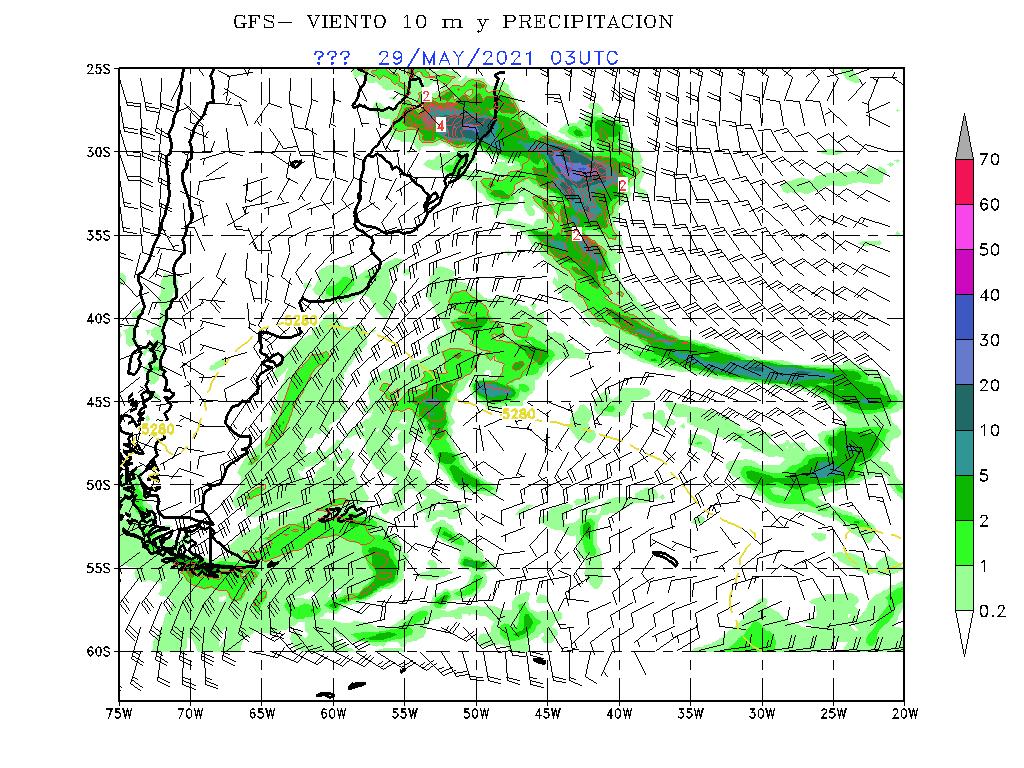 GFS— VIENTO 10 m y PRECIPITACION
??? 29/MAY/2021 03UTC
25S
30S
35S
40S
45S
50S
55S
60S
2
4
2
2
5280
5280
5280
70
60
50
40
30
20
10
5
2
1
0.2
75W 70W 65W 60W 55W 50W 45W 40W 35W 30W 25W 20W